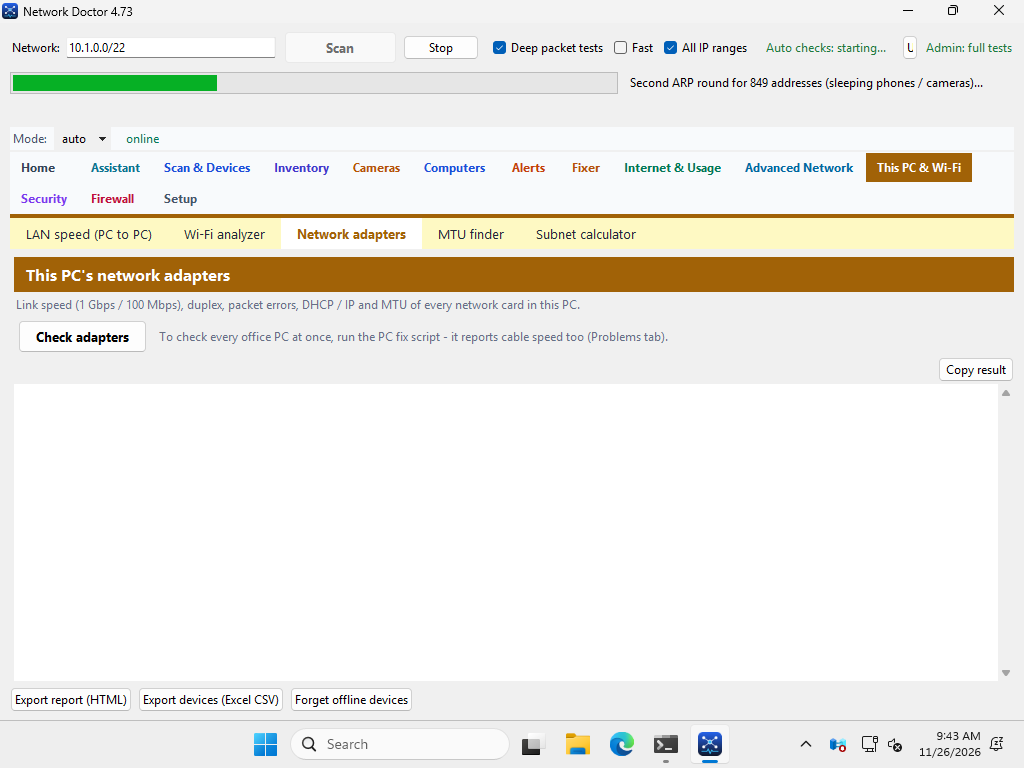 Network Doctor 4.73
Network: 10.1.0.0/22 Scan Stop Deep packet tests Fast All IP ranges Auto checks: starting... Admin: full tests
Second ARP round for 849 addresses (sleeping phones / cameras)...
Mode: auto online
Home Assistant Scan & Devices Inventory Cameras Computers Alerts Fixer Internet & Usage Advanced Network This PC & Wi-Fi
Security Firewall Setup
LAN speed (PC to PC) Wi-Fi analyzer Network adapters MTU finder Subnet calculator
This PC's network adapters
Link speed (1 Gbps / 100 Mbps), duplex, packet errors, DHCP / IP and MTU of every network card in this PC.
Check adapters To check every office PC at once, run the PC fix script - it reports cable speed too (Problems tab).
Copy result
Export report (HTML) Export devices (Excel CSV) Forget offline devices
Search
9:43 AM
11/26/2026